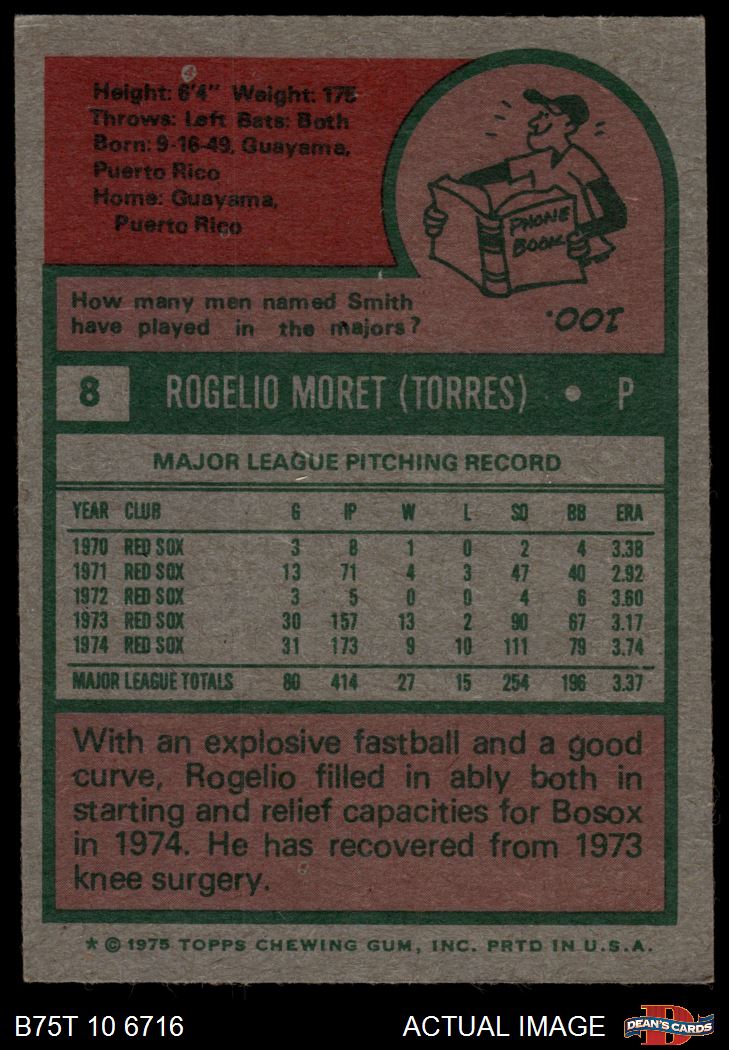 Height: 6'4" Weight: 175
Throws: Left Bats: Both
Born: 9-16-49, Guayama,
Puerto Rico
Home: Guayama,
Puerto Rico
PHONE
BOOK
How many men named Smith
have played in the majors?
100.
8 ROGELIO MORET (TORRES) • P
MAJOR LEAGUE PITCHING RECORD
YEAR CLUB G IP W L SO BB ERA
1970 RED SOX 3 8 1 0 2 4 3.38
1971 RED SOX 13 71 4 3 47 40 2.92
1972 RED SOX 3 5 0 0 4 6 3.60
1973 RED SOX 30 157 13 2 90 67 3.17
1974 RED SOX 31 173 9 10 111 79 3.74
MAJOR LEAGUE TOTALS 80 414 27 15 254 196 3.37
With an explosive fastball and a good
curve, Rogelio filled in ably both in
starting and relief capacities for Bosox
in 1974. He has recovered from 1973
knee surgery.
* © 1975 TOPPS CHEWING GUM, INC. PRTD IN U.S.A.
B75T 10 6716 ACTUAL IMAGE DEAN'S CARDS